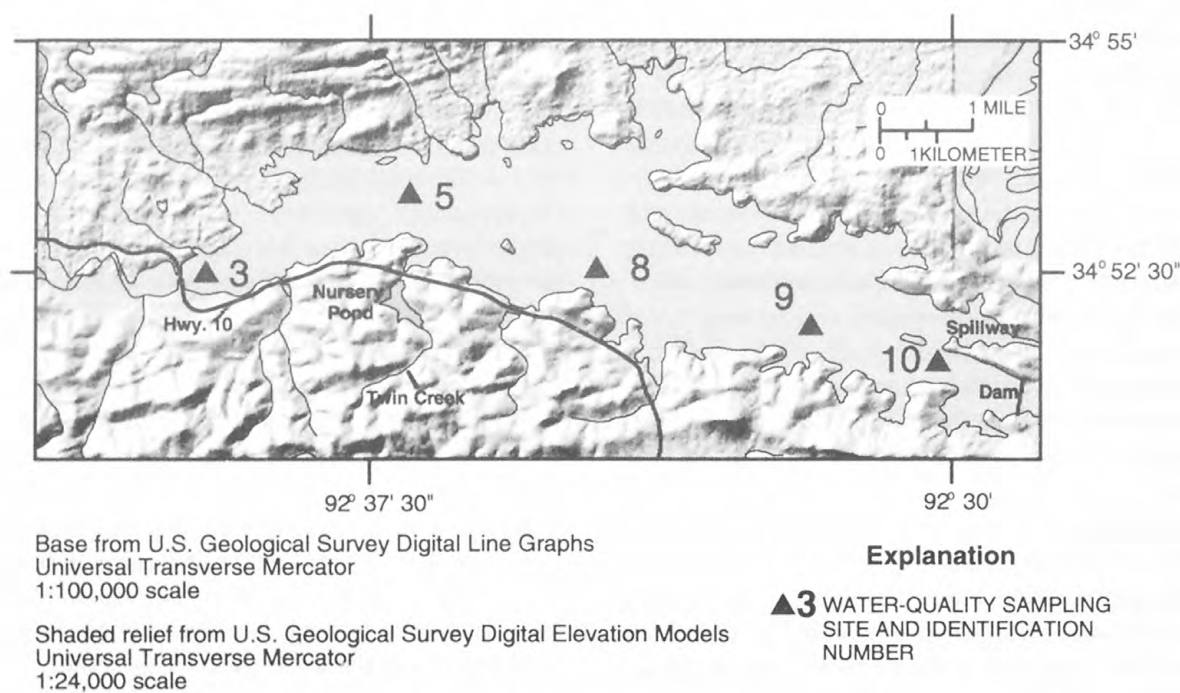 34° 55'
0 1 MILE
0 1 KILOMETER
5
3
8
34° 52' 30"
Nursery
Pond
Hwy. 10
9
Spillway
10
Twin Creek
Dam
92° 37' 30"
92° 30'
Base from U.S. Geological Survey Digital Line Graphs
Universal Transverse Mercator
1:100,000 scale
Shaded relief from U.S. Geological Survey Digital Elevation Models
Universal Transverse Mercator
1:24,000 scale
Explanation
3 WATER-QUALITY SAMPLING
SITE AND IDENTIFICATION
NUMBER